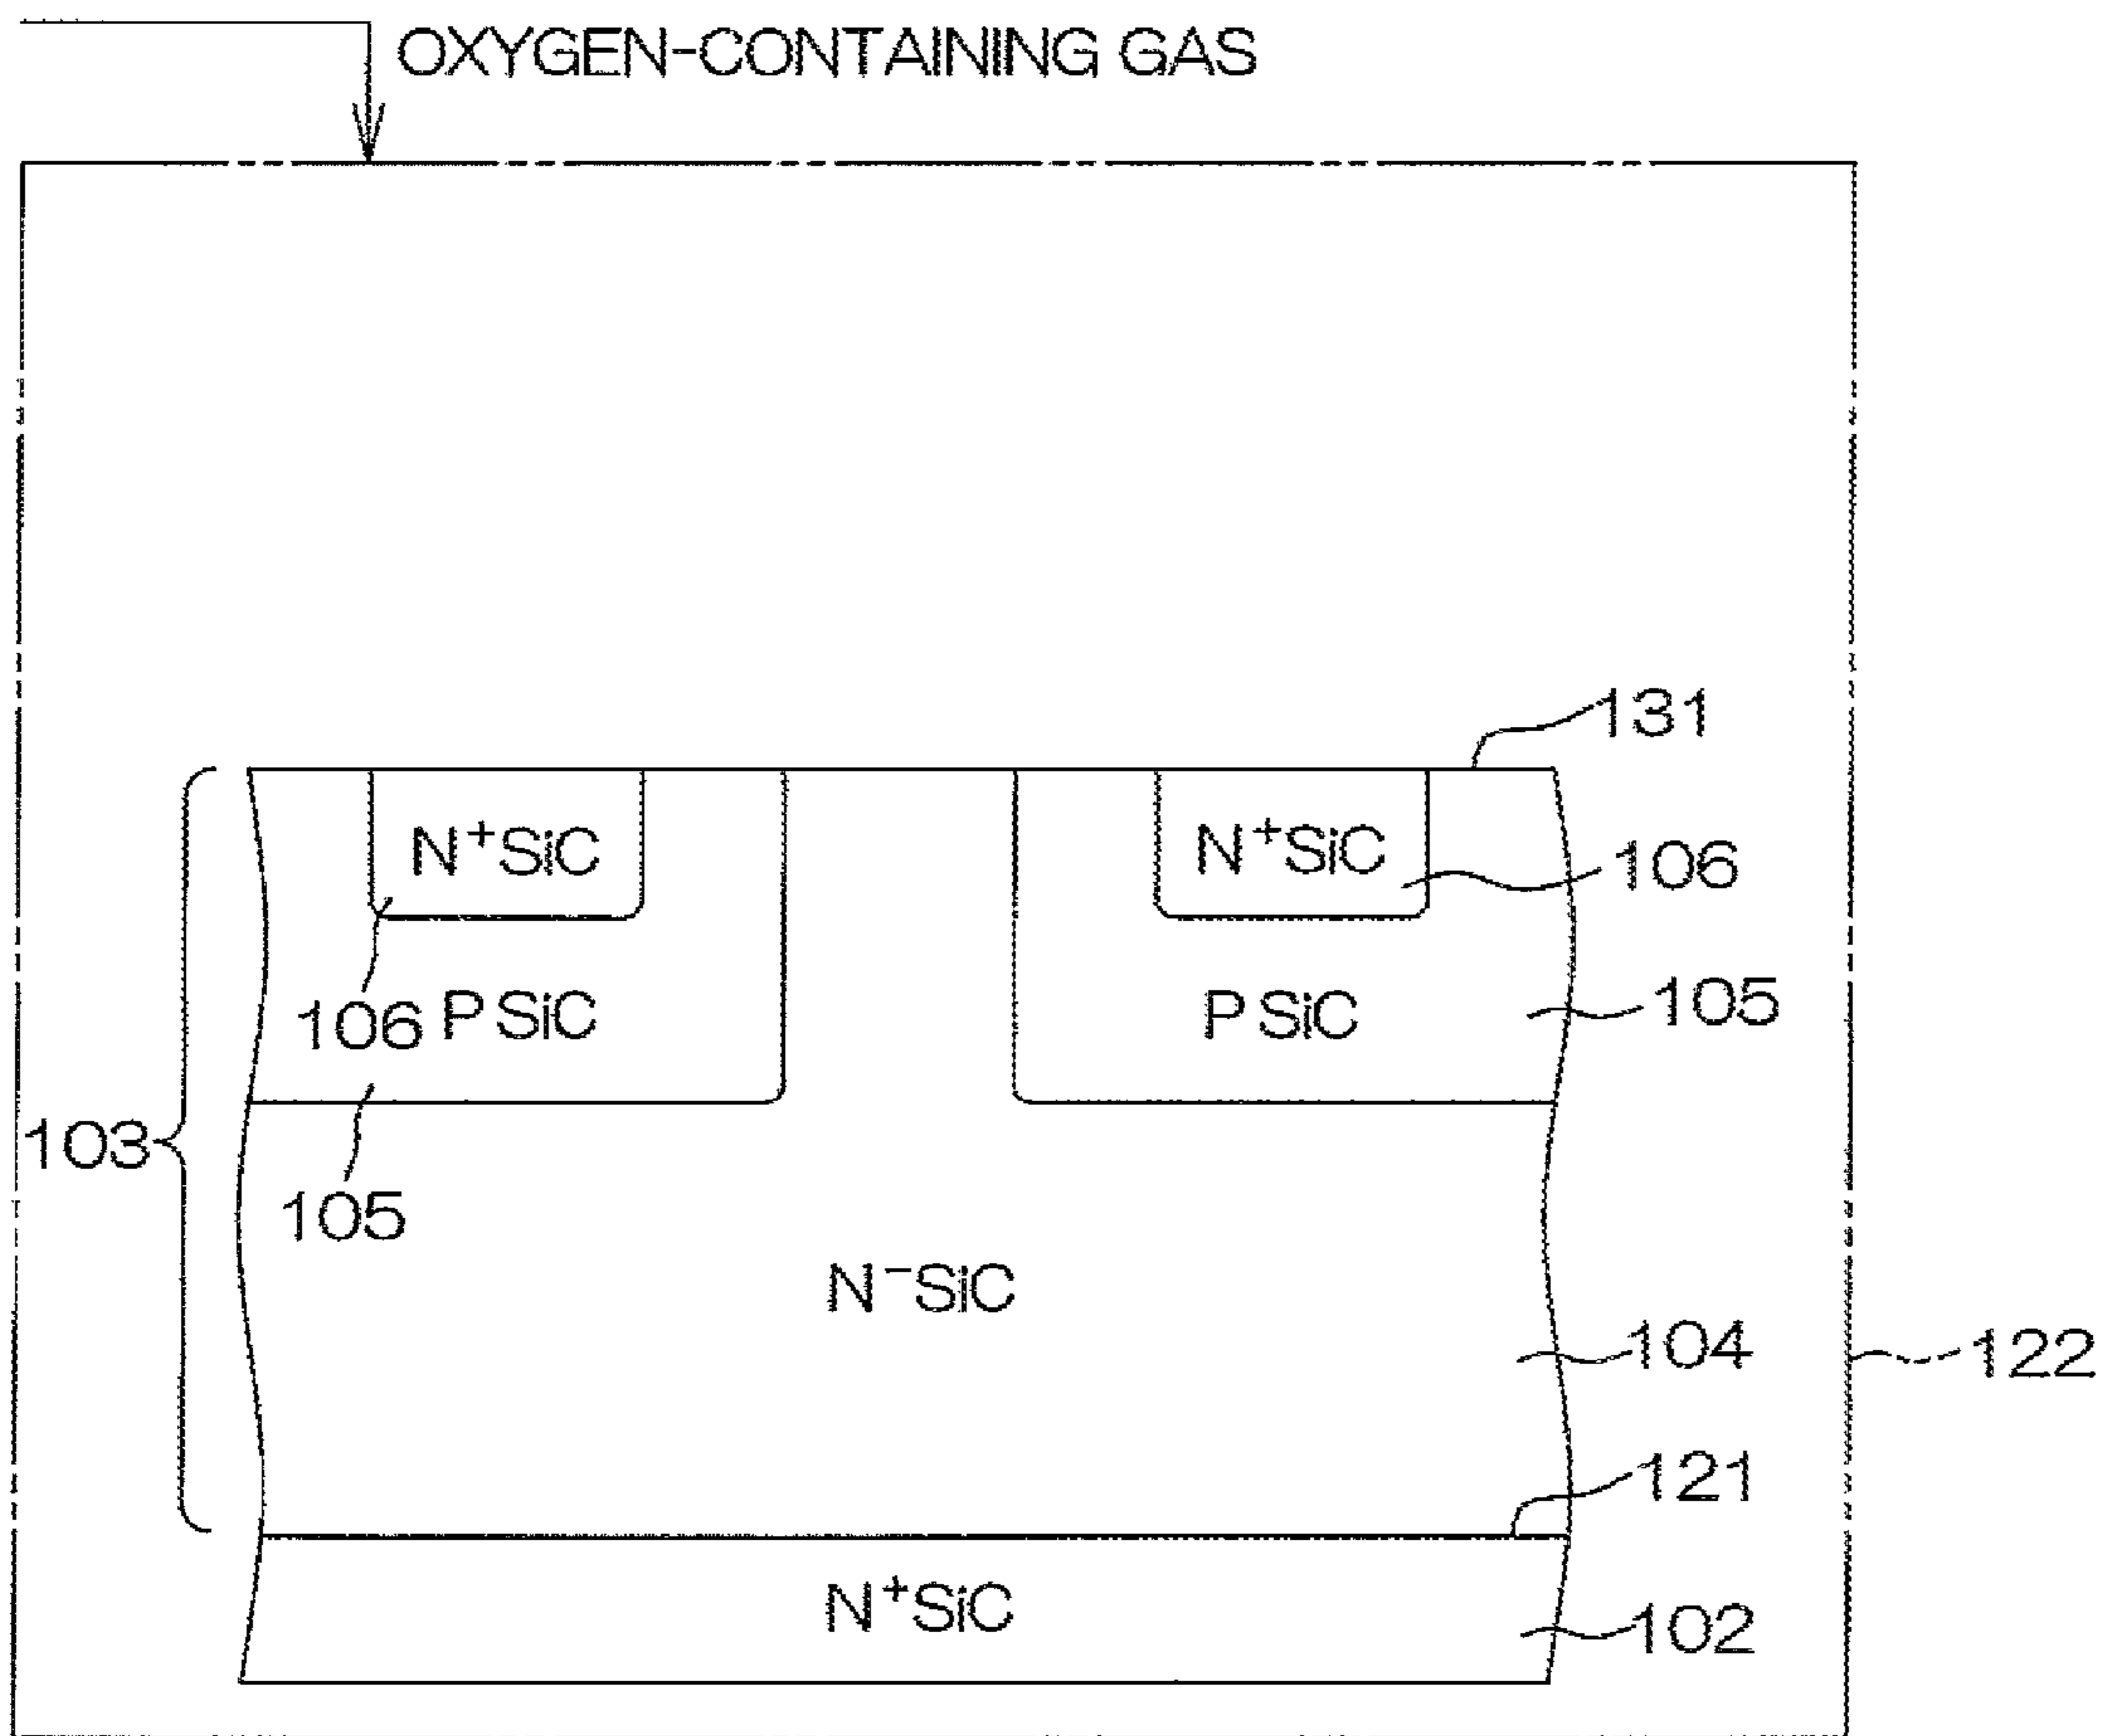 OXYGEN-CONTAINING GAS
131
N⁺SiC
N⁺SiC
106
106
P SiC
P SiC
105
103
105
N⁻SiC
104
122
121
N⁺SiC
102